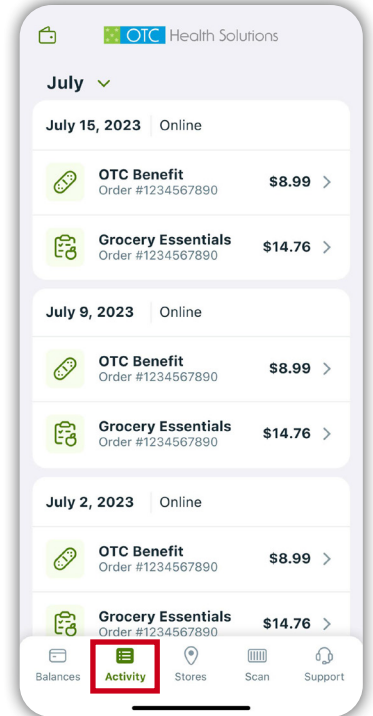 OTC Health Solutions
July
July 15, 2023 Online
OTC Benefit
Order #1234567890
$8.99
Grocery Essentials
Order #1234567890
$14.76
July 9, 2023 Online
OTC Benefit
Order #1234567890
$8.99
Grocery Essentials
Order #1234567890
$14.76
July 2, 2023 Online
OTC Benefit
Order #1234567890
$8.99
Grocery Essentials
Order #1234567890
$14.76
Balances Activity Stores Scan Support